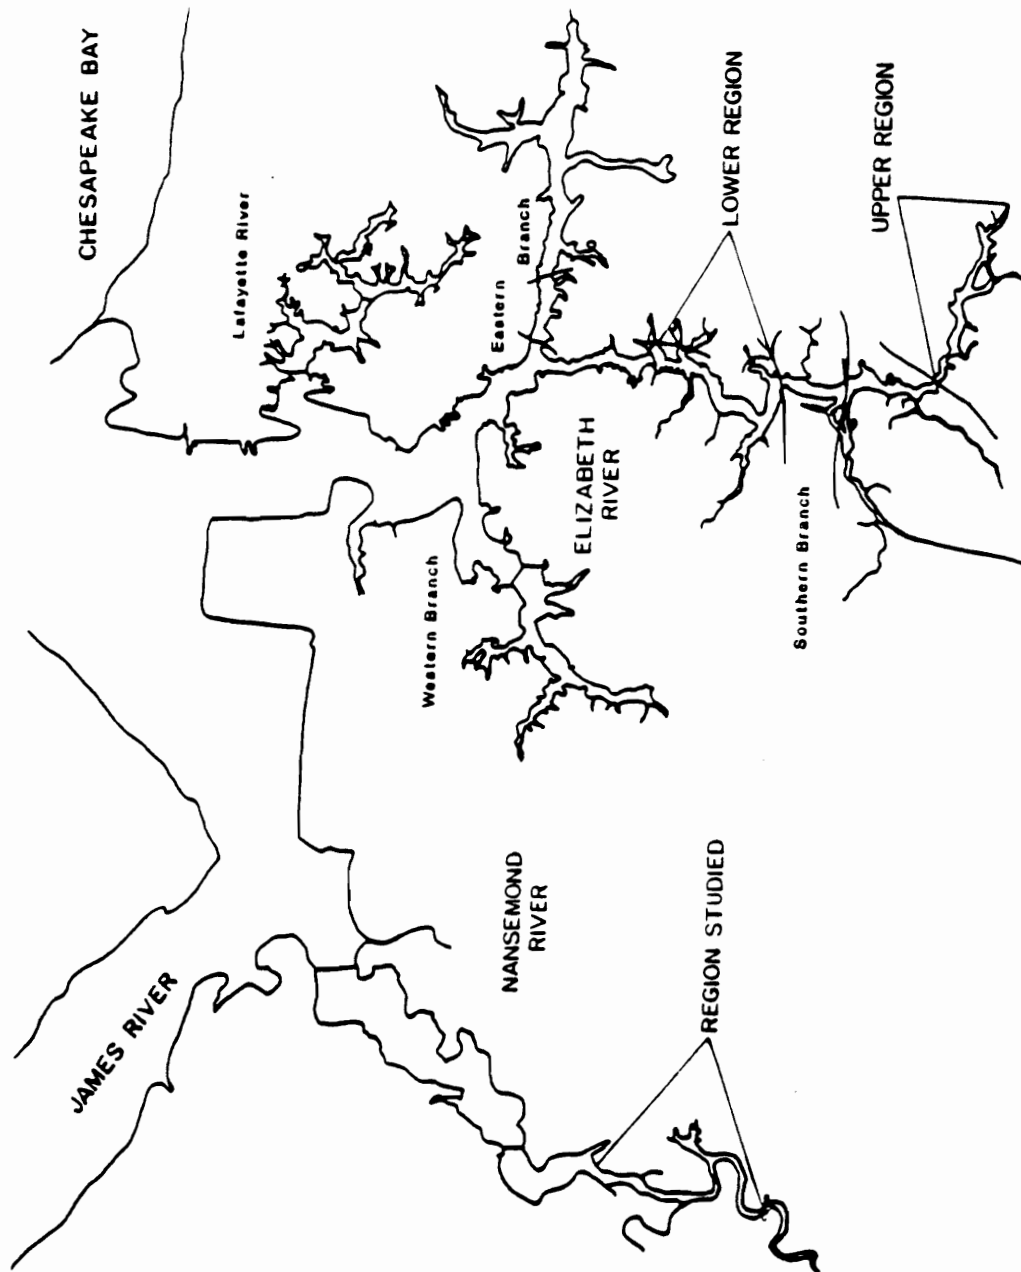 CHESAPEAKE BAY
Lafayette River
Eastern Branch
LOWER REGION
UPPER REGION
ELIZABETH
RIVER
Western Branch
Southern Branch
JAMES RIVER
NANSEMOND
RIVER
REGION STUDIED